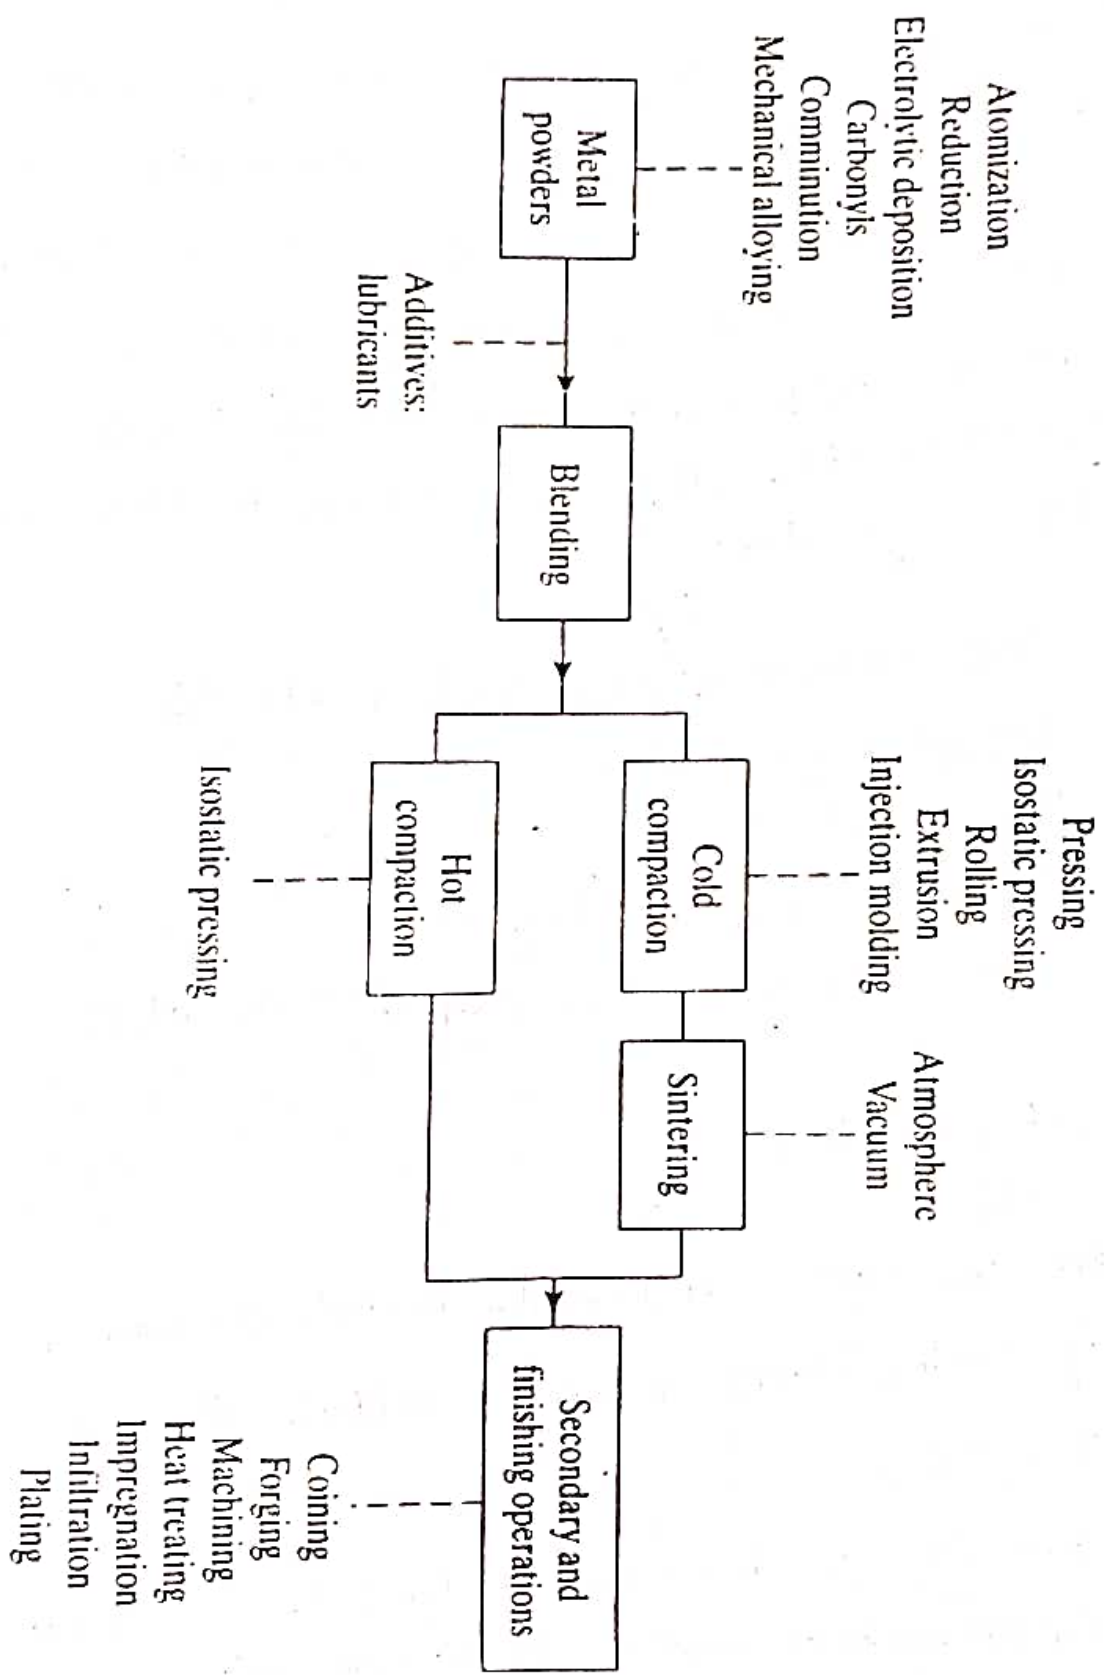 Atomization
Reduction
Electrolytic deposition
Carbonyls
Comminution
Mechanical alloying
Metal
powders
Additives:
lubricants
Blending
Pressing
Isostatic pressing
Rolling
Extrusion
Injection molding
Cold
compaction
Hot
compaction
Isostatic pressing
Atmosphere
Vacuum
Sintering
Secondary and
finishing operations
Coining
Forging
Machining
Heat treating
Impregnation
Infiltration
Plating